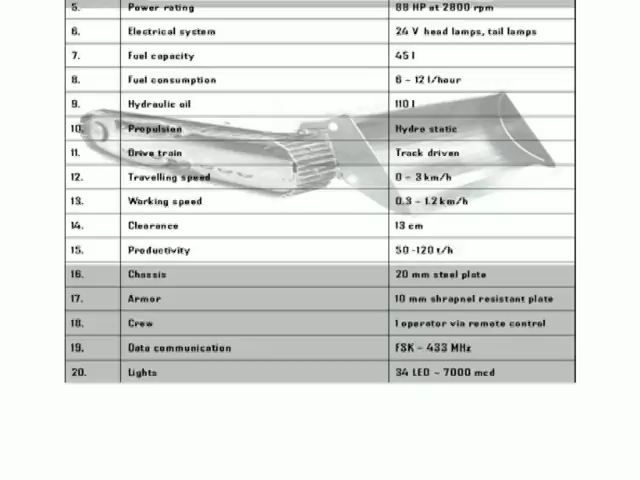 5. Power rating 88 HP at 2800 rpm
6. Electrical system 24 V head lamps, tail lamps
7. Fuel capacity 45 l
8. Fuel consumption 6 - 12 l/hour
9. Hydraulic oil 110 l
10. Propulsion Hydro static
11. Drive train Track driven
12. Travelling speed 0 - 3 km/h
13. Working speed 0.3 - 1.2 km/h
14. Clearance 13 cm
15. Productivity 50 -120 t/h
16. Chassis 20 mm steel plate
17. Armor 10 mm shrapnel resistant plate
18. Crew 1 operator via remote control
19. Data communication FSK - 433 MHz
20. Lights 34 LED ~ 7000 mcd